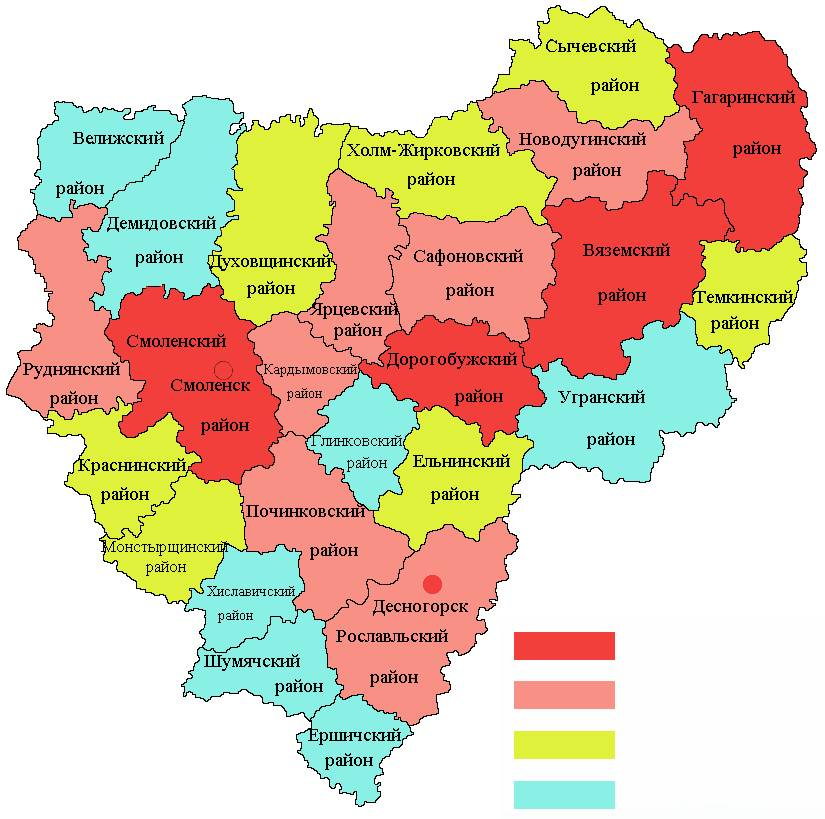 Сычевский
район
Гагаринский
район
Велижский
район
Новодугинский
район
Холм-Жирковский
район
Демидовский
район
Духовщинский
район
Сафоновский
район
Вяземский
район
Темкинский
район
Ярцевский
район
Смоленский
Смоленск
район
Руднянский
район
Кардымовский
район
Дорогобужский
район
Угранский
район
Глинковский
район
Ельнинский
район
Краснинский
район
Починковский
район
Монстырщинский
район
Хиславичский
район
Десногорск
Рославльский
район
Шумячский
район
Ершичский
район